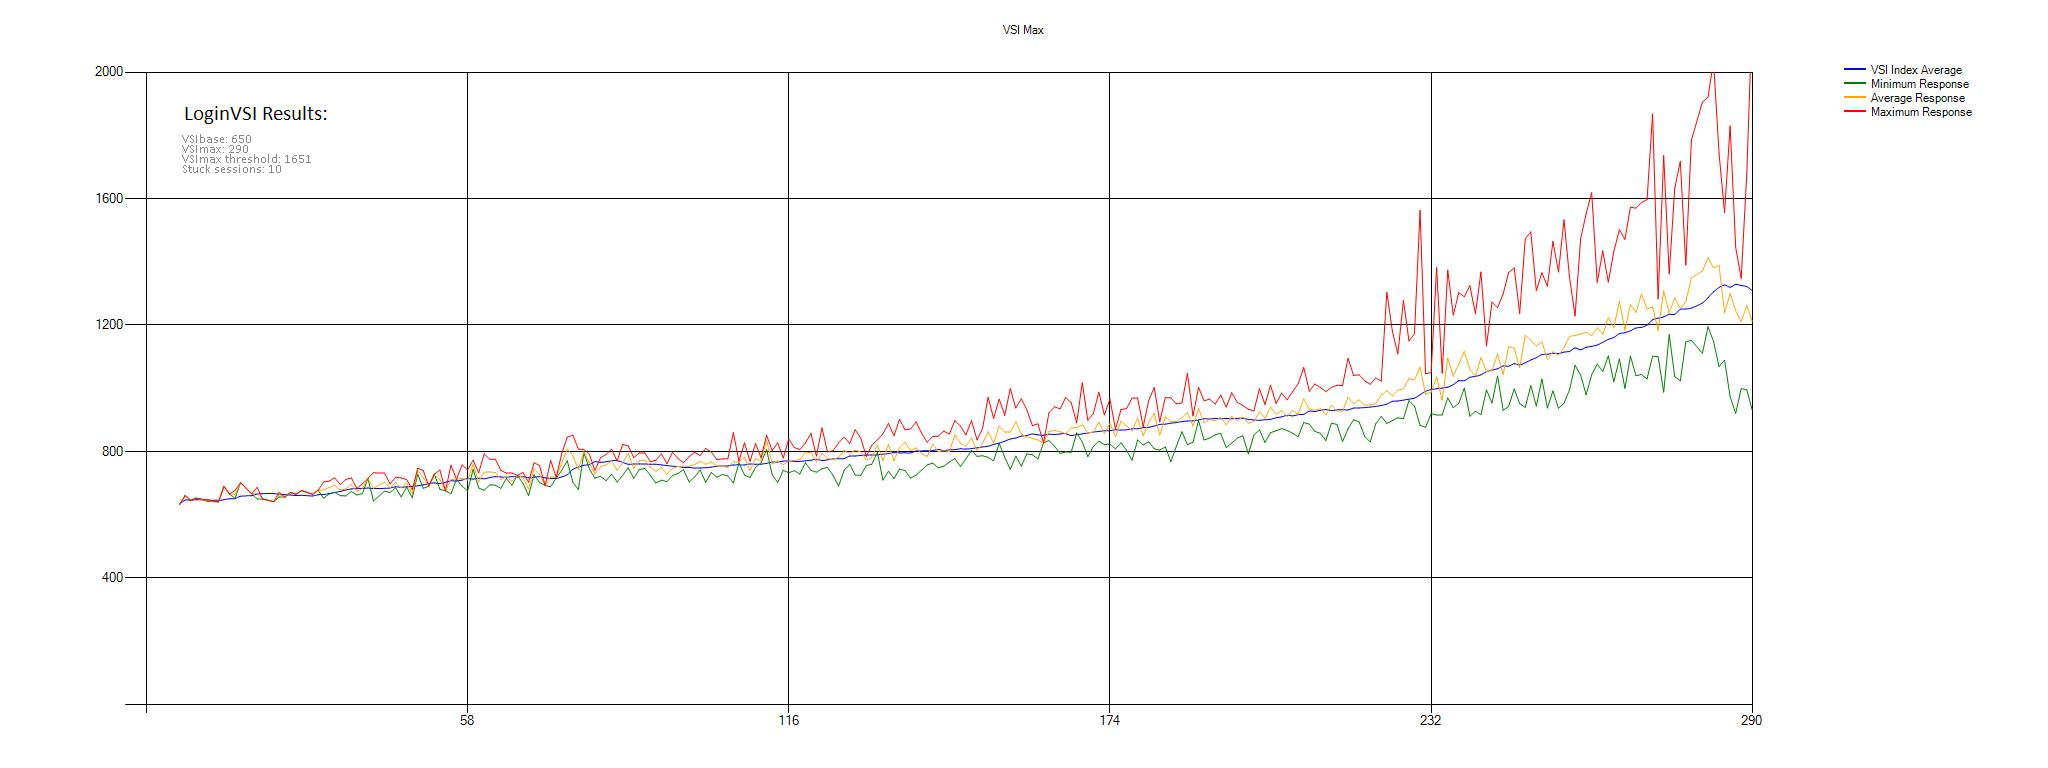 VSI Max
2000
1600
1200
800
400
58
116
174
232
290
LoginVSI Results:
VSIbase: 650
VSImax: 290
VSImax threshold: 1651
Stuck sessions: 10
VSI Index Average
Minimum Response
Average Response
Maximum Response